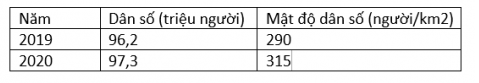 Năm Dân số (triệu người) Mật độ dân số (người/km2)
2019 96,2 290
2020 97,3 315